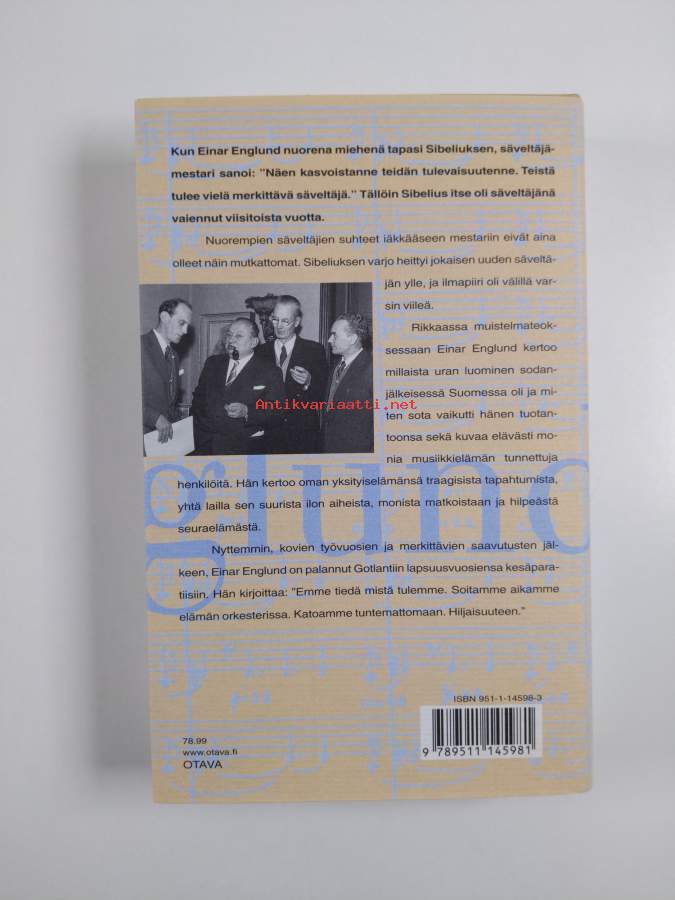 Kun Einar Englund nuorena miehenä tapasi Sibeliuksen, säveltäjä-
mestari sanoi: "Näen kasvoistanne teidän tulevaisuutenne. Teistä
tulee vielä merkittävä säveltäjä." Tällöin Sibelius itse oli säveltäjänä
vaiennut viisitoista vuotta.
Nuorempien säveltäjien suhteet iäkkääseen mestariin eivät aina
olleet näin mutkattomat. Sibeliuksen varjo heittyi jokaisen uuden säveltä-
jän ylle, ja ilmapiiri oli välillä var-
sin viileä.
Rikkaassa muistelmateok-
sessaan Einar Englund kertoo
millaista uran luominen sodan-
jälkeisessä Suomessa oli ja mi-
ten sota vaikutti hänen tuotan-
toonsa sekä kuvaa elävästi mo-
nia musiikkielämän tunnettuja
henkilöitä. Hän kertoo oman yksityiselämänsä traagisista tapahtumista,
yhtä lailla sen suurista ilon aiheista, monista matkoistaan ja hilpeästä
seuraelämästä.
Nyttemmin, kovien työvuosien ja merkittävien saavutusten jäl-
keen, Einar Englund on palannut Gotlantiin lapsuusvuosiensa kesäpara-
tiisiin. Hän kirjoittaa: "Emme tiedä mistä tulemme. Soitamme aikamme
elämän orkesterissa. Katoamme tuntemattomaan. Hiljaisuuteen."
Antikvariaatti.net
glund
ISBN 951-1-14598-3
9 789511 145981
78.99
www.otava.fi
OTAVA